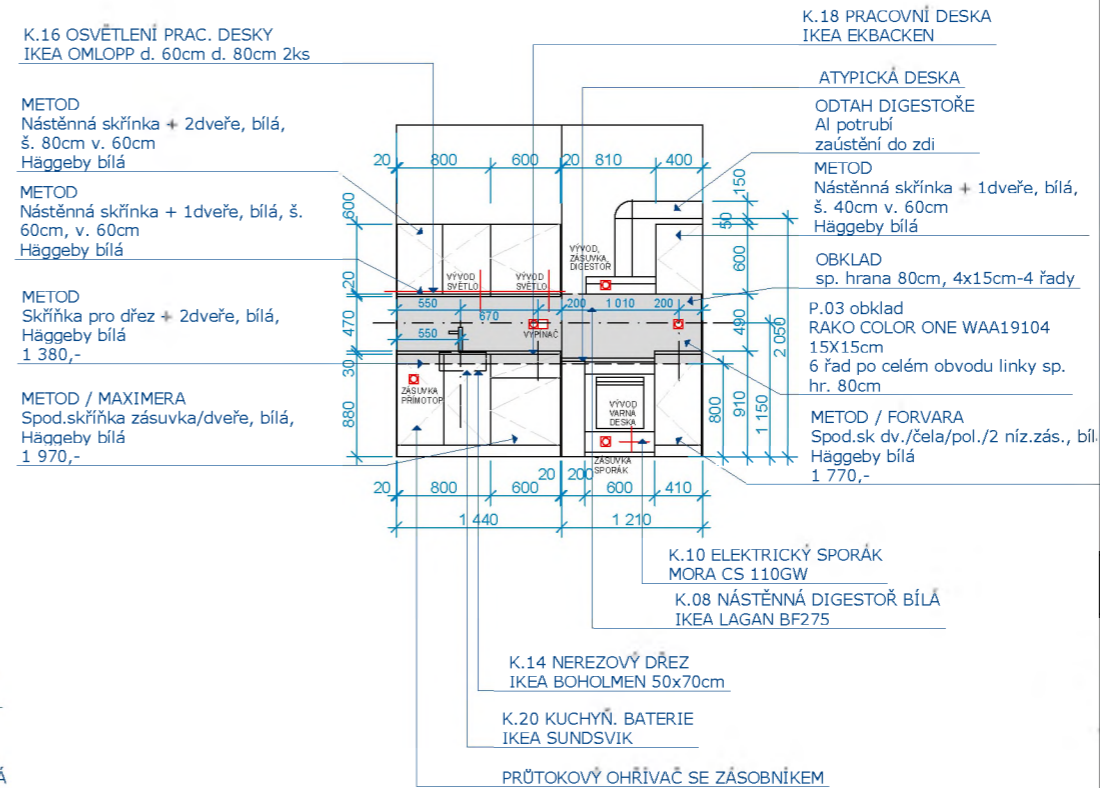 K.16 OSVĚTLENÍ PRAC. DESKY
IKEA OMLOPP d. 60cm d. 80cm 2ks
METOD
Nástěnná skřínka + 2dveře, bílá,
š. 80cm v. 60cm
Häggeby bílá
METOD
Nástěnná skřínka + 1dveře, bílá, š.
60cm, v. 60cm
Häggeby bílá
METOD
Skříňka pro dřez + 2dveře, bílá,
Häggeby bílá
1 380,-
METOD / MAXIMERA
Spod.skříňka zásuvka/dveře, bílá,
Häggeby bílá
1 970,-
K.18 PRACOVNÍ DESKA
IKEA EKBACKEN
ATYPICKÁ DESKA
ODTAH DIGESTOŘE
Al potrubí
zaústění do zdi
METOD
Nástěnná skřínka + 1dveře, bílá,
š. 40cm v. 60cm
Häggeby bílá
OBKLAD
sp. hrana 80cm, 4x15cm-4 řady
P.03 obklad
RAKO COLOR ONE WAA19104
15X15cm
6 řad po celém obvodu linky sp.
hr. 80cm
METOD / FORVARA
Spod.sk dv./čela/pol./2 níz.zás., bíl
Häggeby bílá
1 770,-
20 800 600 20 810 400
600
20
470
30
880
150
50
600
490
910
800
1 150
2 050
VÝVOD,
ZÁSUVKA
DIGESTOŘ
VÝVOD
SVĚTLO
VÝVOD
SVĚTLO
550 670 200 1 010 200
550
VYPÍNAČ
ZÁSUVKA
PŘÍMOTOP
VÝVOD
VARNÁ
DESKA
ZÁSUVKA
SPORÁK
20 800 600 20 200 600 410
1 440 1 210
K.10 ELEKTRICKÝ SPORÁK
MORA CS 110GW
K.08 NÁSTĚNNÁ DIGESTOŘ BÍLÁ
IKEA LAGAN BF275
K.14 NEREZOVÝ DŘEZ
IKEA BOHOLMEN 50x70cm
K.20 KUCHYŇ. BATERIE
IKEA SUNDSVIK
PRŮTOKOVÝ OHŘÍVAČ SE ZÁSOBNÍKEM
Á